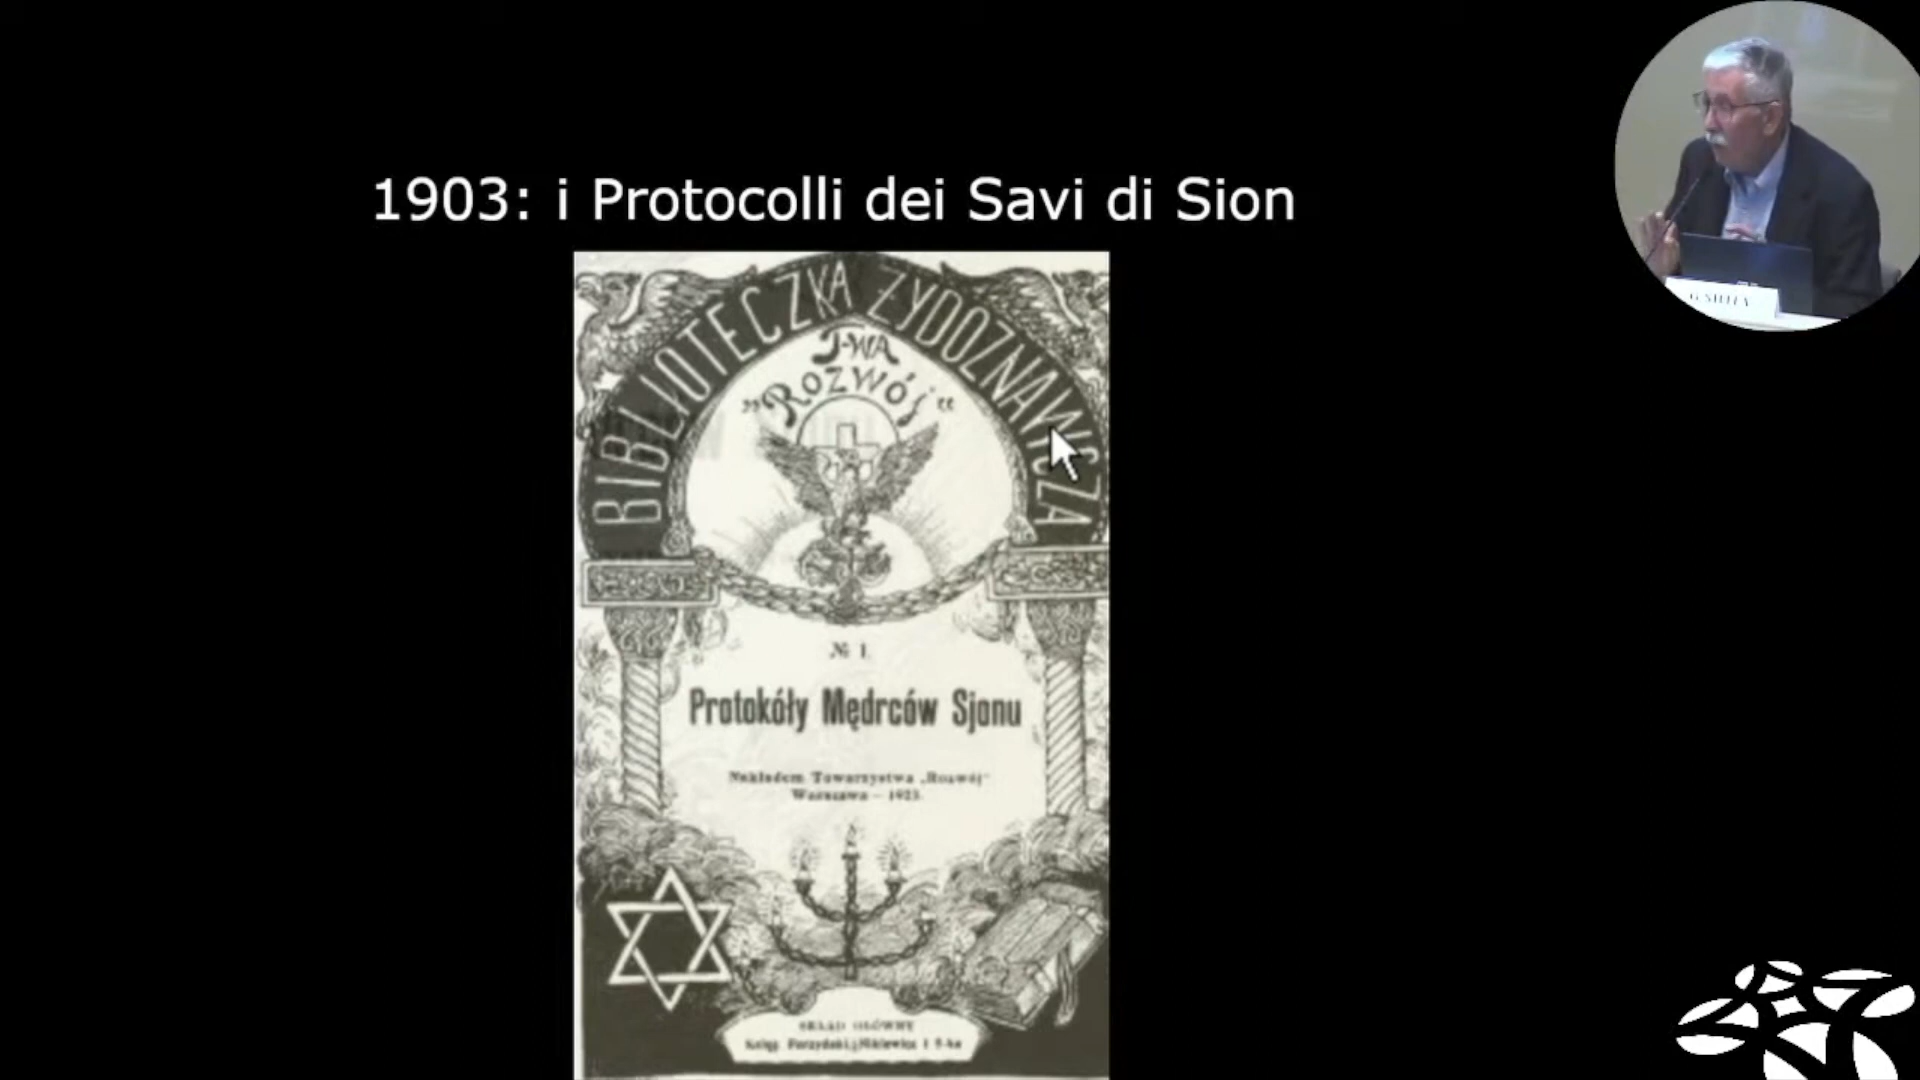 1903: i Protocolli dei Savi di Sion
BIBLIOTECZKA ŻYDOZNAWCZA
T-WA
„Rozwój“
№ 1.
Protokóły Mędrców Sjonu
Nakładem Towarzystwa „Rozwój“
Warszawa – 1923.
SKŁAD GŁÓWNY